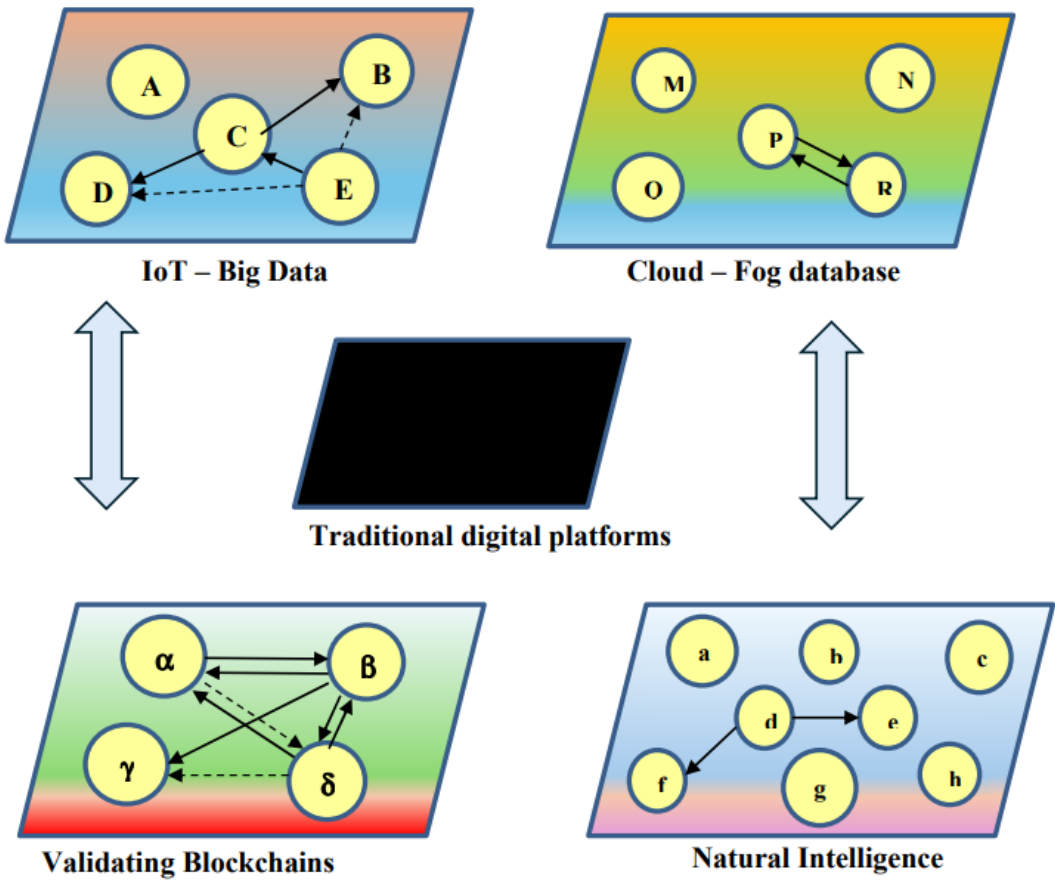 A
B
C
D
E
IoT – Big Data
M
N
P
O
R
Cloud – Fog database
Traditional digital platforms
α
β
γ
δ
Validating Blockchains
a
b
c
d
e
f
g
h
Natural Intelligence